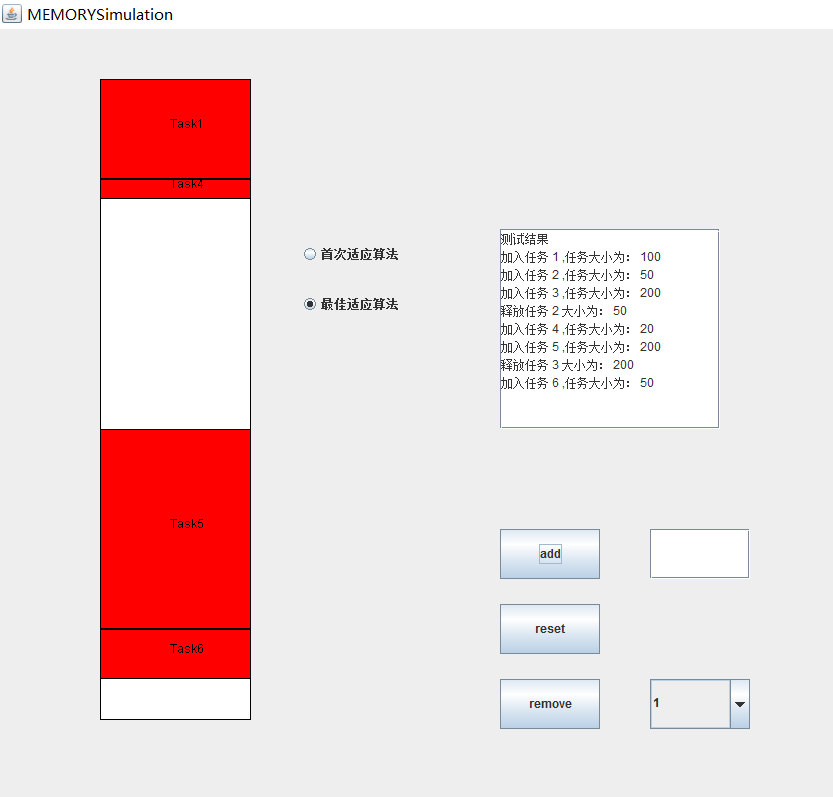 MEMORYSimulation
Task1
Task4
首次适应算法
最佳适应算法
测试结果
加入任务 1 ,任务大小为： 100
加入任务 2 ,任务大小为： 50
加入任务 3 ,任务大小为： 200
释放任务 2 大小为： 50
加入任务 4 ,任务大小为： 20
加入任务 5 ,任务大小为： 200
释放任务 3 大小为： 200
加入任务 6 ,任务大小为： 50
Task5
add
reset
Task6
remove
1